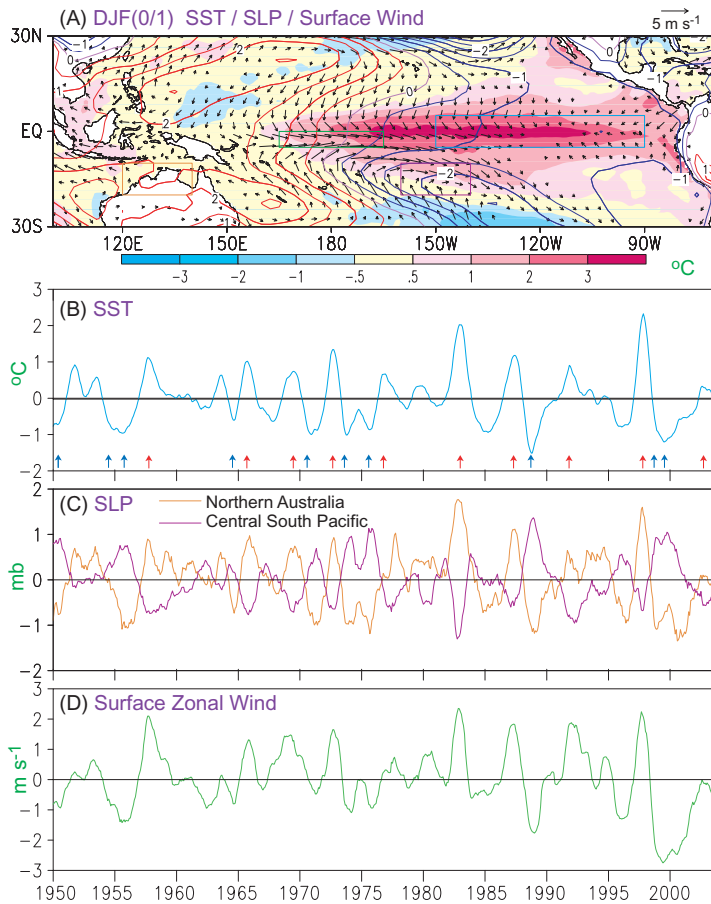 (A) DJF(0/1) SST / SLP / Surface Wind
5 m s-1
30N
EQ
30S
120E 150E 180 150W 120W 90W
-3 -2 -1 -.5 .5 1 2 3
oC
(B) SST
oC
3
2
1
0
-1
-2
(C) SLP
Northern Australia
Central South Pacific
mb
2
1
0
-1
-2
(D) Surface Zonal Wind
m s-1
3
2
1
0
-1
-2
-3
1950 1955 1960 1965 1970 1975 1980 1985 1990 1995 2000